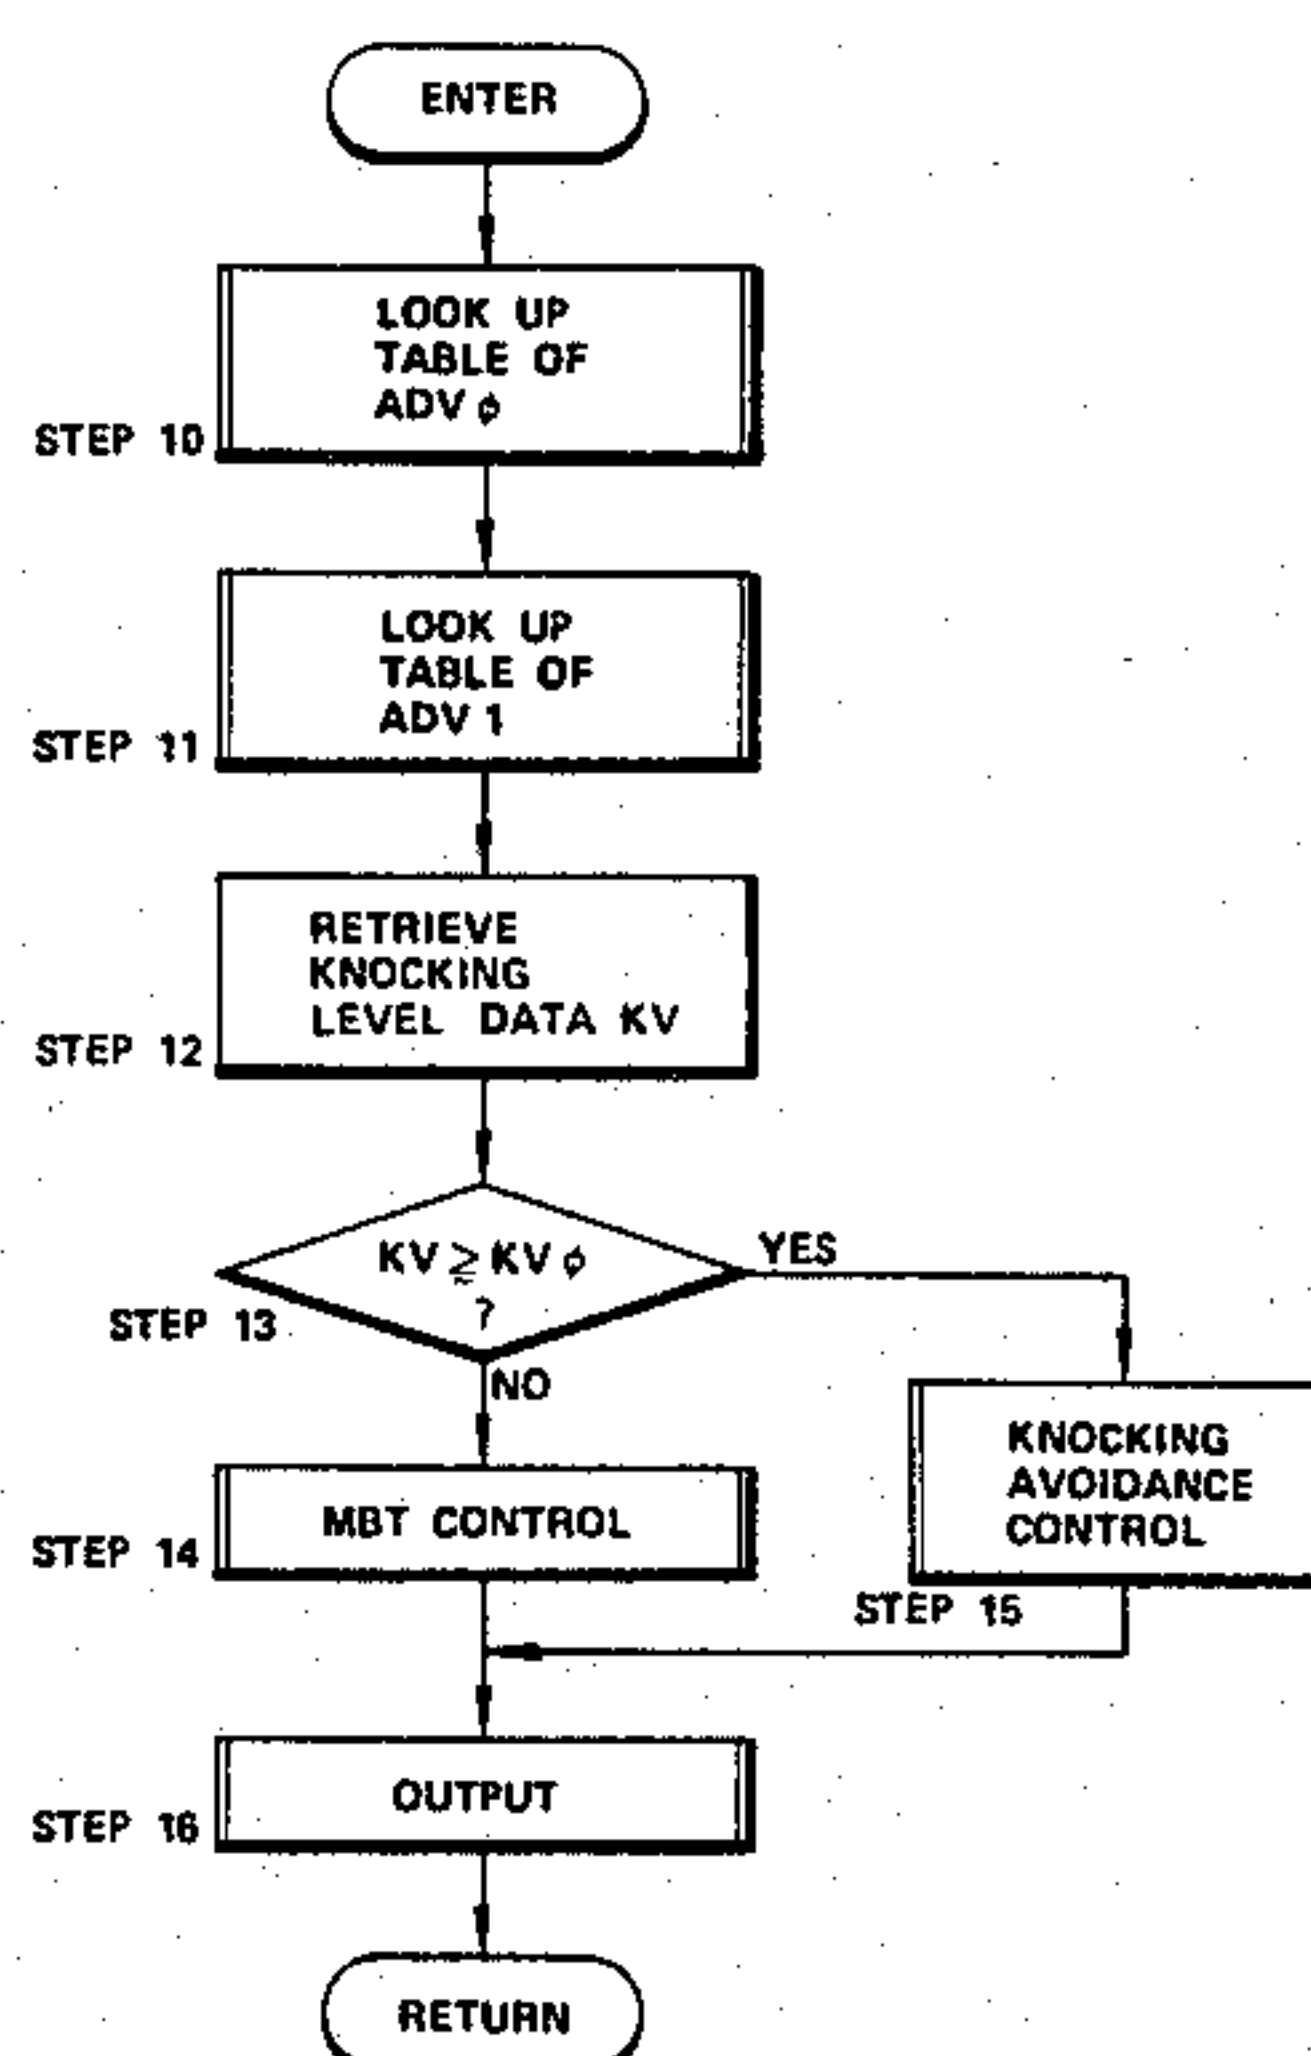 ENTER
LOOK UP
TABLE OF
ADV φ
STEP 10
LOOK UP
TABLE OF
ADV 1
STEP 11
RETRIEVE
KNOCKING
LEVEL DATA KV
STEP 12
KV ≧ KV φ
?
YES
STEP 13
NO
KNOCKING
AVOIDANCE
CONTROL
STEP 15
MBT CONTROL
STEP 14
OUTPUT
STEP 16
RETURN